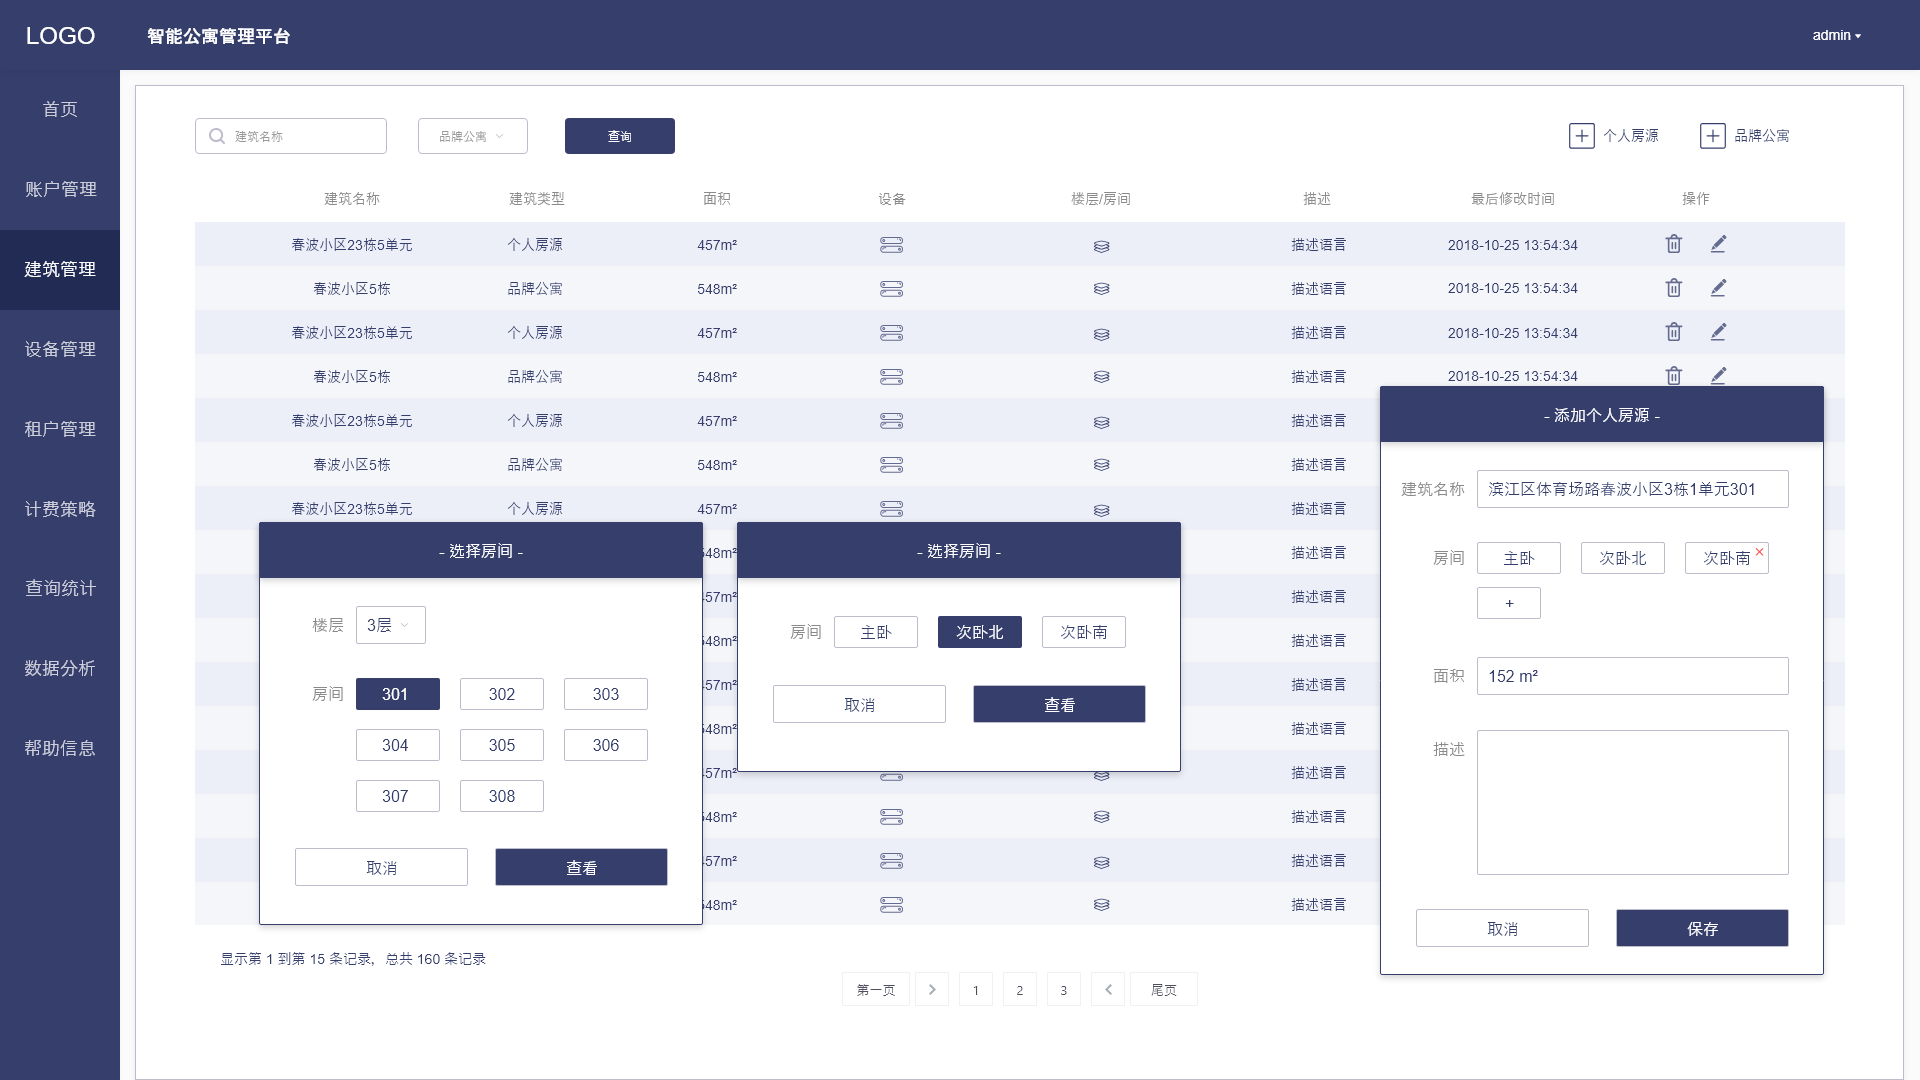 LOGO
智能公寓管理平台
admin
首页
账户管理
建筑管理
设备管理
租户管理
计费策略
查询统计
数据分析
帮助信息
建筑名称 品牌公寓 查询 个人房源 品牌公寓
建筑名称 建筑类型 面积 设备 楼层/房间 描述 最后修改时间 操作
春波小区23栋5单元 个人房源 457m² 描述语言 2018-10-25 13:54:34
春波小区5栋 品牌公寓 548m² 描述语言 2018-10-25 13:54:34
春波小区23栋5单元 个人房源 457m² 描述语言 2018-10-25 13:54:34
春波小区5栋 品牌公寓 548m² 描述语言 2018-10-25 13:54:34
春波小区23栋5单元 个人房源 457m² 描述语言
春波小区5栋 品牌公寓 548m² 描述语言
春波小区23栋5单元 个人房源 457m² 描述语言
548m² 描述语言
457m² 描述语言
548m² 描述语言
457m² 描述语言
548m² 描述语言
457m² 描述语言
548m² 描述语言
457m² 描述语言
548m² 描述语言
- 选择房间 -
楼层 3层
房间 301 302 303
304 305 306
307 308
取消 查看
- 选择房间 -
房间 主卧 次卧北 次卧南
取消 查看
- 添加个人房源 -
建筑名称 滨江区体育场路春波小区3栋1单元301
房间 主卧 次卧北 次卧南
+
面积 152 m²
描述
取消 保存
显示第 1 到第 15 条记录，总共 160 条记录
第一页 > 1 2 3 < 尾页